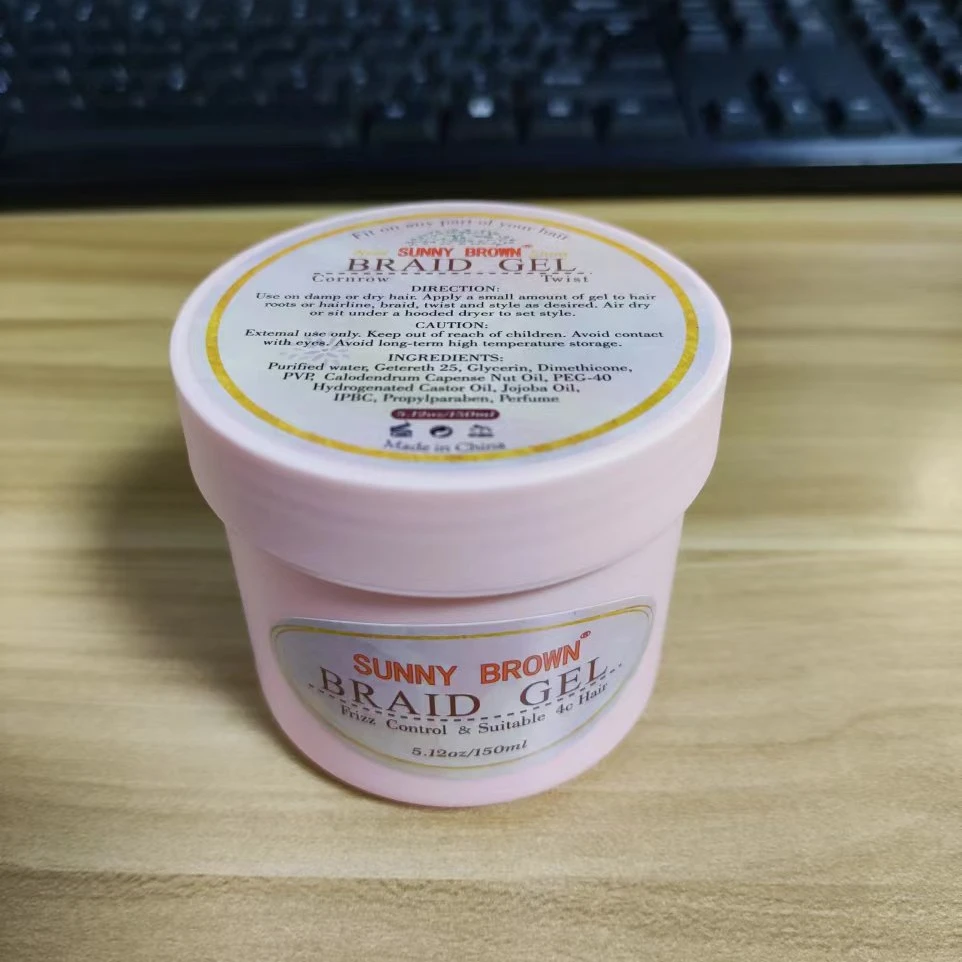 Fit on any part of your hair
SUNNY BROWN
BRAID GEL
Cornrow Twist
DIRECTION:
Use on damp or dry hair. Apply a small amount of gel to hair
roots or hairline, braid, twist and style as desired. Air dry
or sit under a hooded dryer to set style.
CAUTION:
Extemal use only. Keep out of reach of children. Avoid contact
with eyes. Avoid long-term high temperature storage.
INGREDIENTS:
Purified water, Getereth 25, Glycerin, Dimethicone,
PVP, Calodendrum Capense Nut Oil, PEG-40
Hydrogenated Castor Oil, Jojoba Oil,
IPBC, Propylparaben, Perfume
5.12oz/150ml
Made in China
SUNNY BROWN®
BRAID GEL
Frizz Control & Suitable 4c Hair
5.12oz/150ml